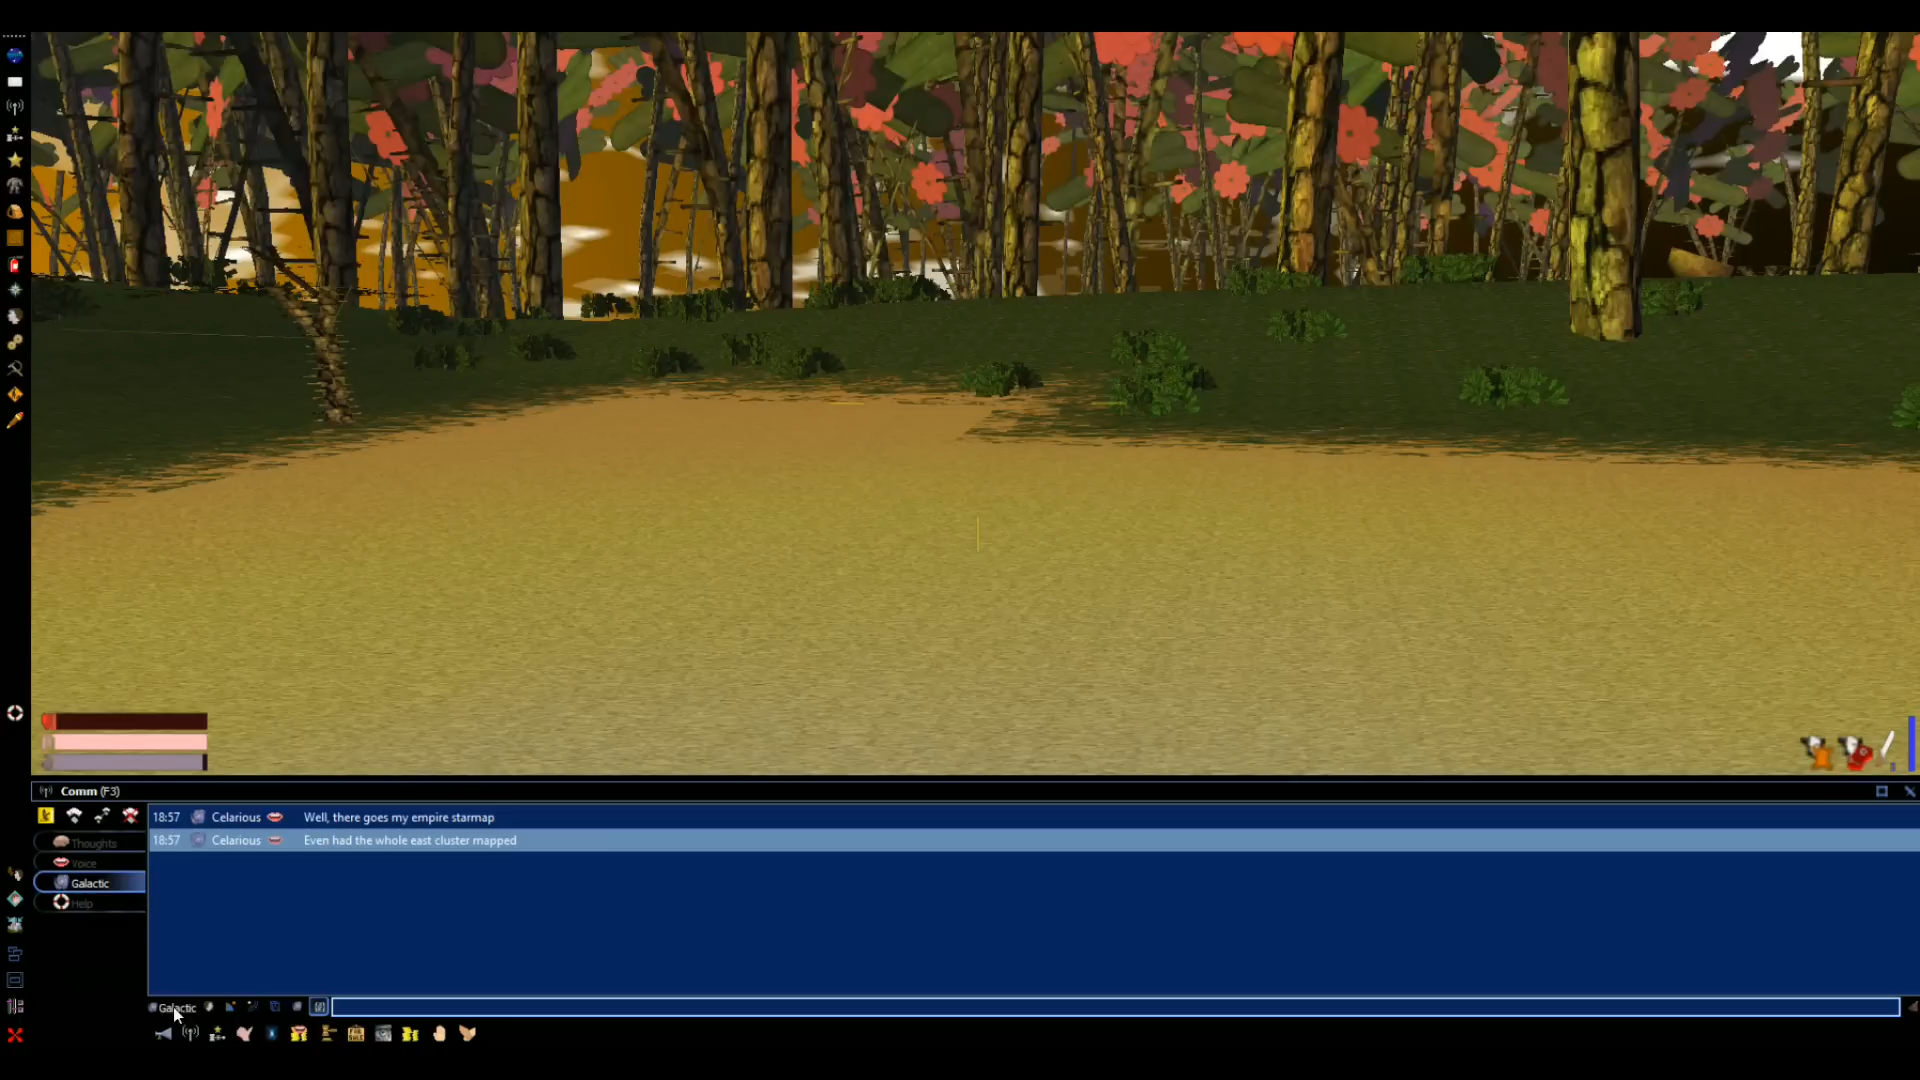 Comm (F3)
18:57 Celarious Well, there goes my empire starmap
18:57 Celarious Even had the whole east cluster mapped
Thoughts
Voice
Galactic
Help
Galactic